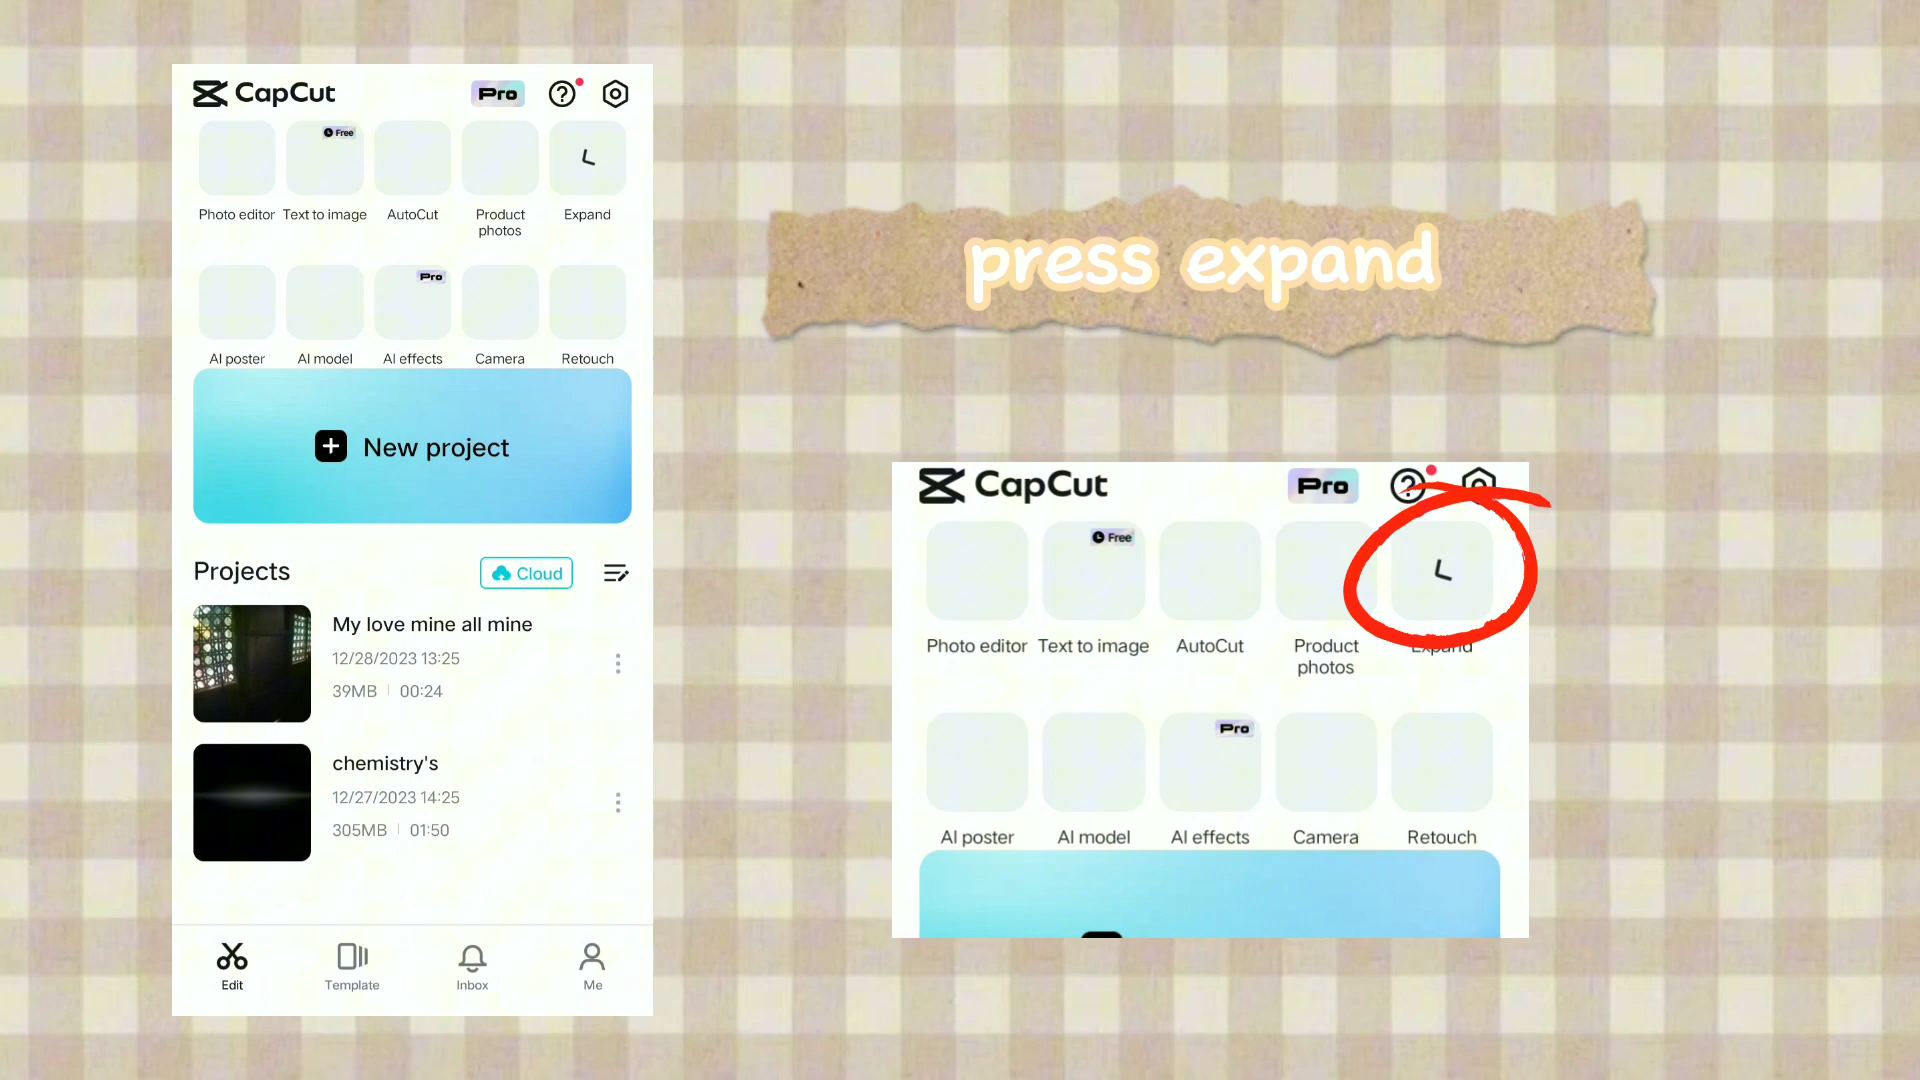 CapCut
Pro
Free
Photo editor
Text to image
AutoCut
Product
photos
Expand
Pro
AI poster
AI model
AI effects
Camera
Retouch
New project
Projects
Cloud
My love mine all mine
12/28/2023 13:25
39MB
00:24
chemistry's
12/27/2023 14:25
305MB
01:50
Edit
Template
Inbox
Me
press expand
CapCut
Pro
Free
Photo editor
Text to image
AutoCut
Product
photos
Expand
Pro
AI poster
AI model
AI effects
Camera
Retouch